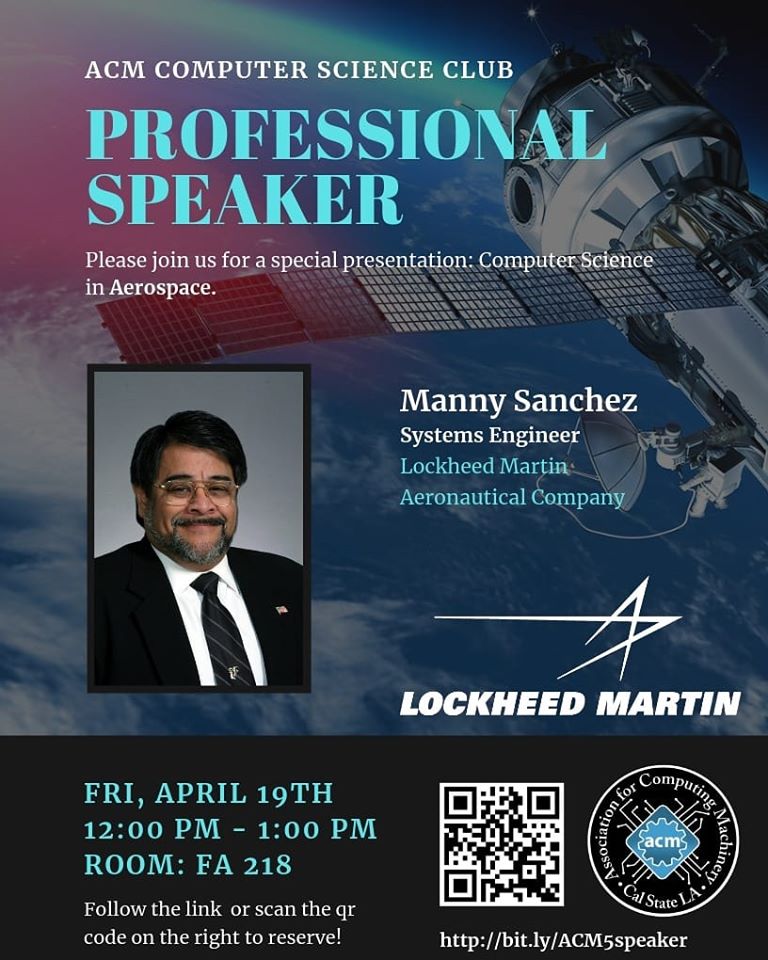 ACM COMPUTER SCIENCE CLUB
PROFESSIONAL
SPEAKER
Please join us for a special presentation: Computer Science
in Aerospace.
Manny Sanchez
Systems Engineer
Lockheed Martin
Aeronautical Company
LOCKHEED MARTIN
FRI, APRIL 19TH
12:00 PM - 1:00 PM
ROOM: FA 218
Follow the link or scan the qr
code on the right to reserve!
Association for Computing Machinery
acm
• Cal State LA •
http://bit.ly/ACM5speaker